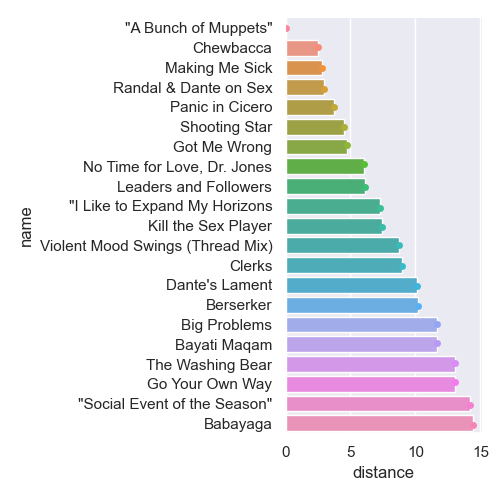 "A Bunch of Muppets"
Chewbacca
Making Me Sick
Randal & Dante on Sex
Panic in Cicero
Shooting Star
Got Me Wrong
No Time for Love, Dr. Jones
Leaders and Followers
"I Like to Expand My Horizons
Kill the Sex Player
Violent Mood Swings (Thread Mix)
Clerks
Dante's Lament
Berserker
Big Problems
Bayati Maqam
The Washing Bear
Go Your Own Way
"Social Event of the Season"
Babayaga
name
0 5 10 15
distance